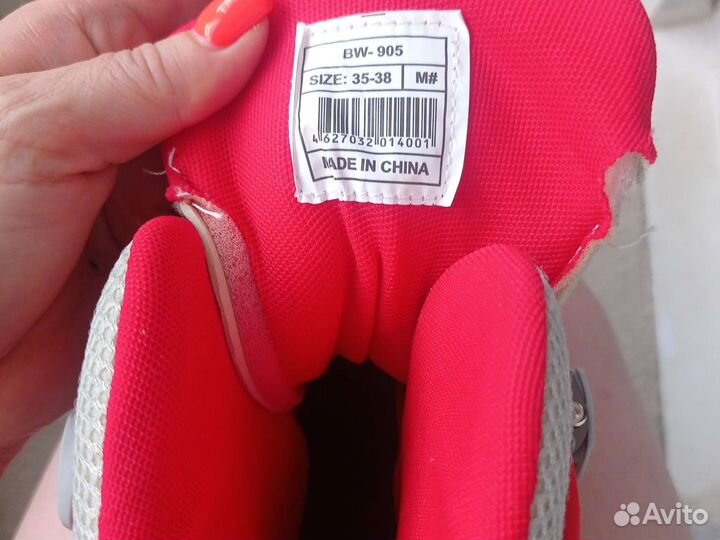 BW- 905
SIZE: 35-38 M#
4 627032 014001
MADE IN CHINA
Avito